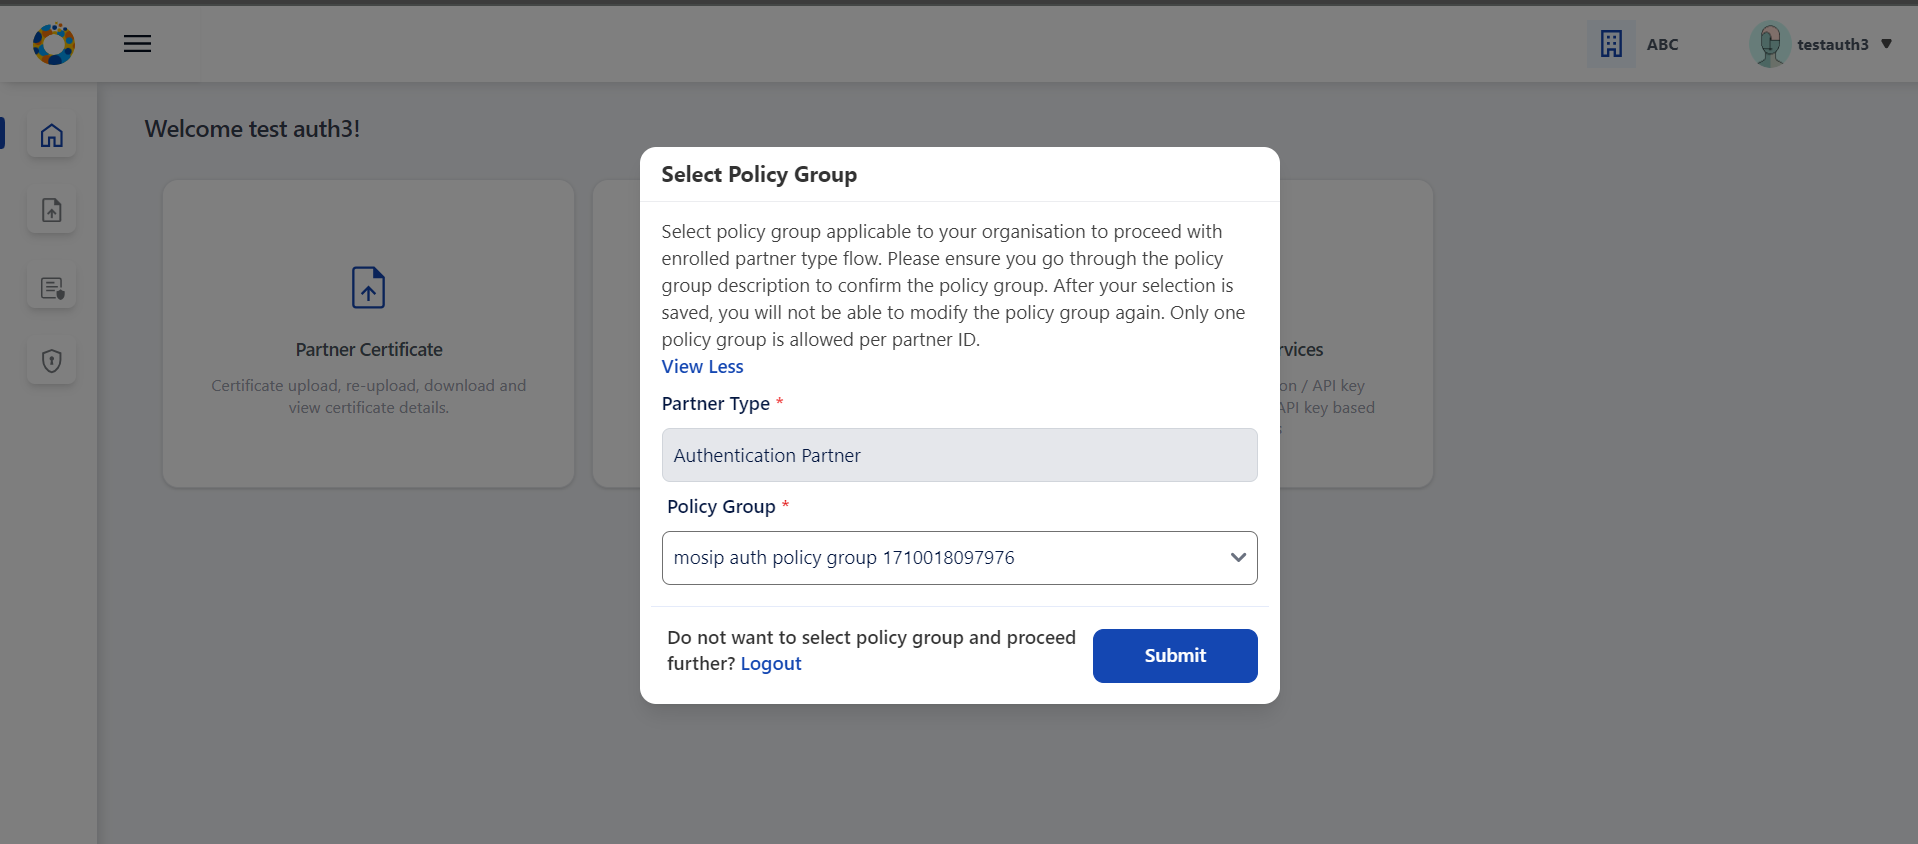 ABC
testauth3
Welcome test auth3!
Partner Certificate
Certificate upload, re-upload, download and
view certificate details.
Select Policy Group
Select policy group applicable to your organisation to proceed with
enrolled partner type flow. Please ensure you go through the policy
group description to confirm the policy group. After your selection is
saved, you will not be able to modify the policy group again. Only one
policy group is allowed per partner ID.
View Less
Partner Type *
Authentication Partner
Policy Group *
mosip auth policy group 1710018097976
Do not want to select policy group and proceed
further? Logout
Submit
/ API key
API key based